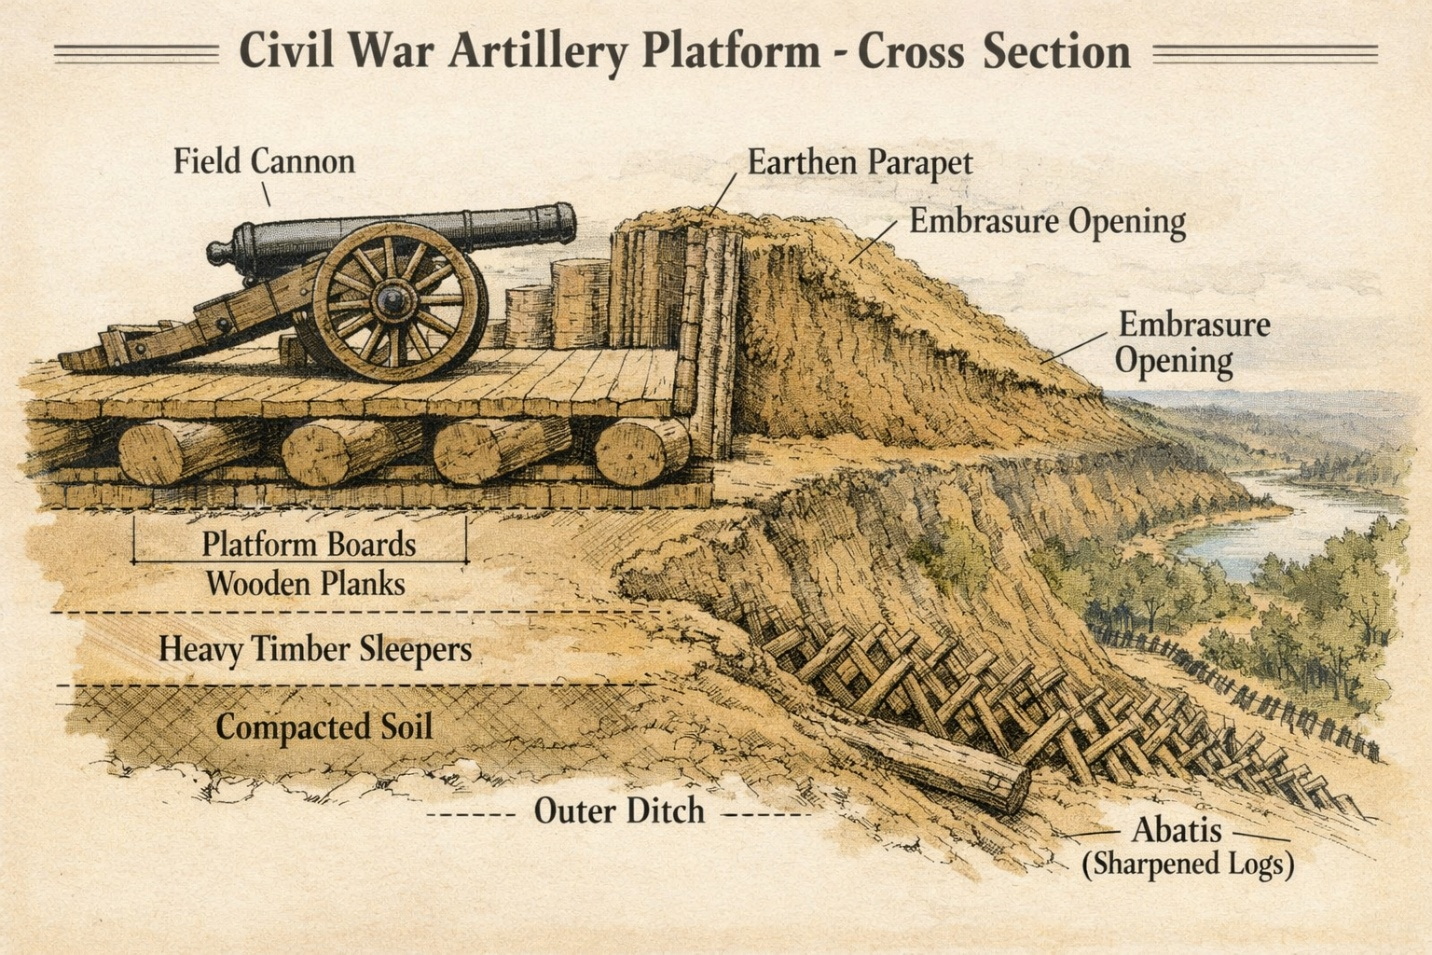 Civil War Artillery Platform - Cross Section
Field Cannon
Earthen Parapet
Embrasure Opening
Embrasure
Opening
Platform Boards
Wooden Planks
Heavy Timber Sleepers
Compacted Soil
Outer Ditch
Abatis
(Sharpened Logs)